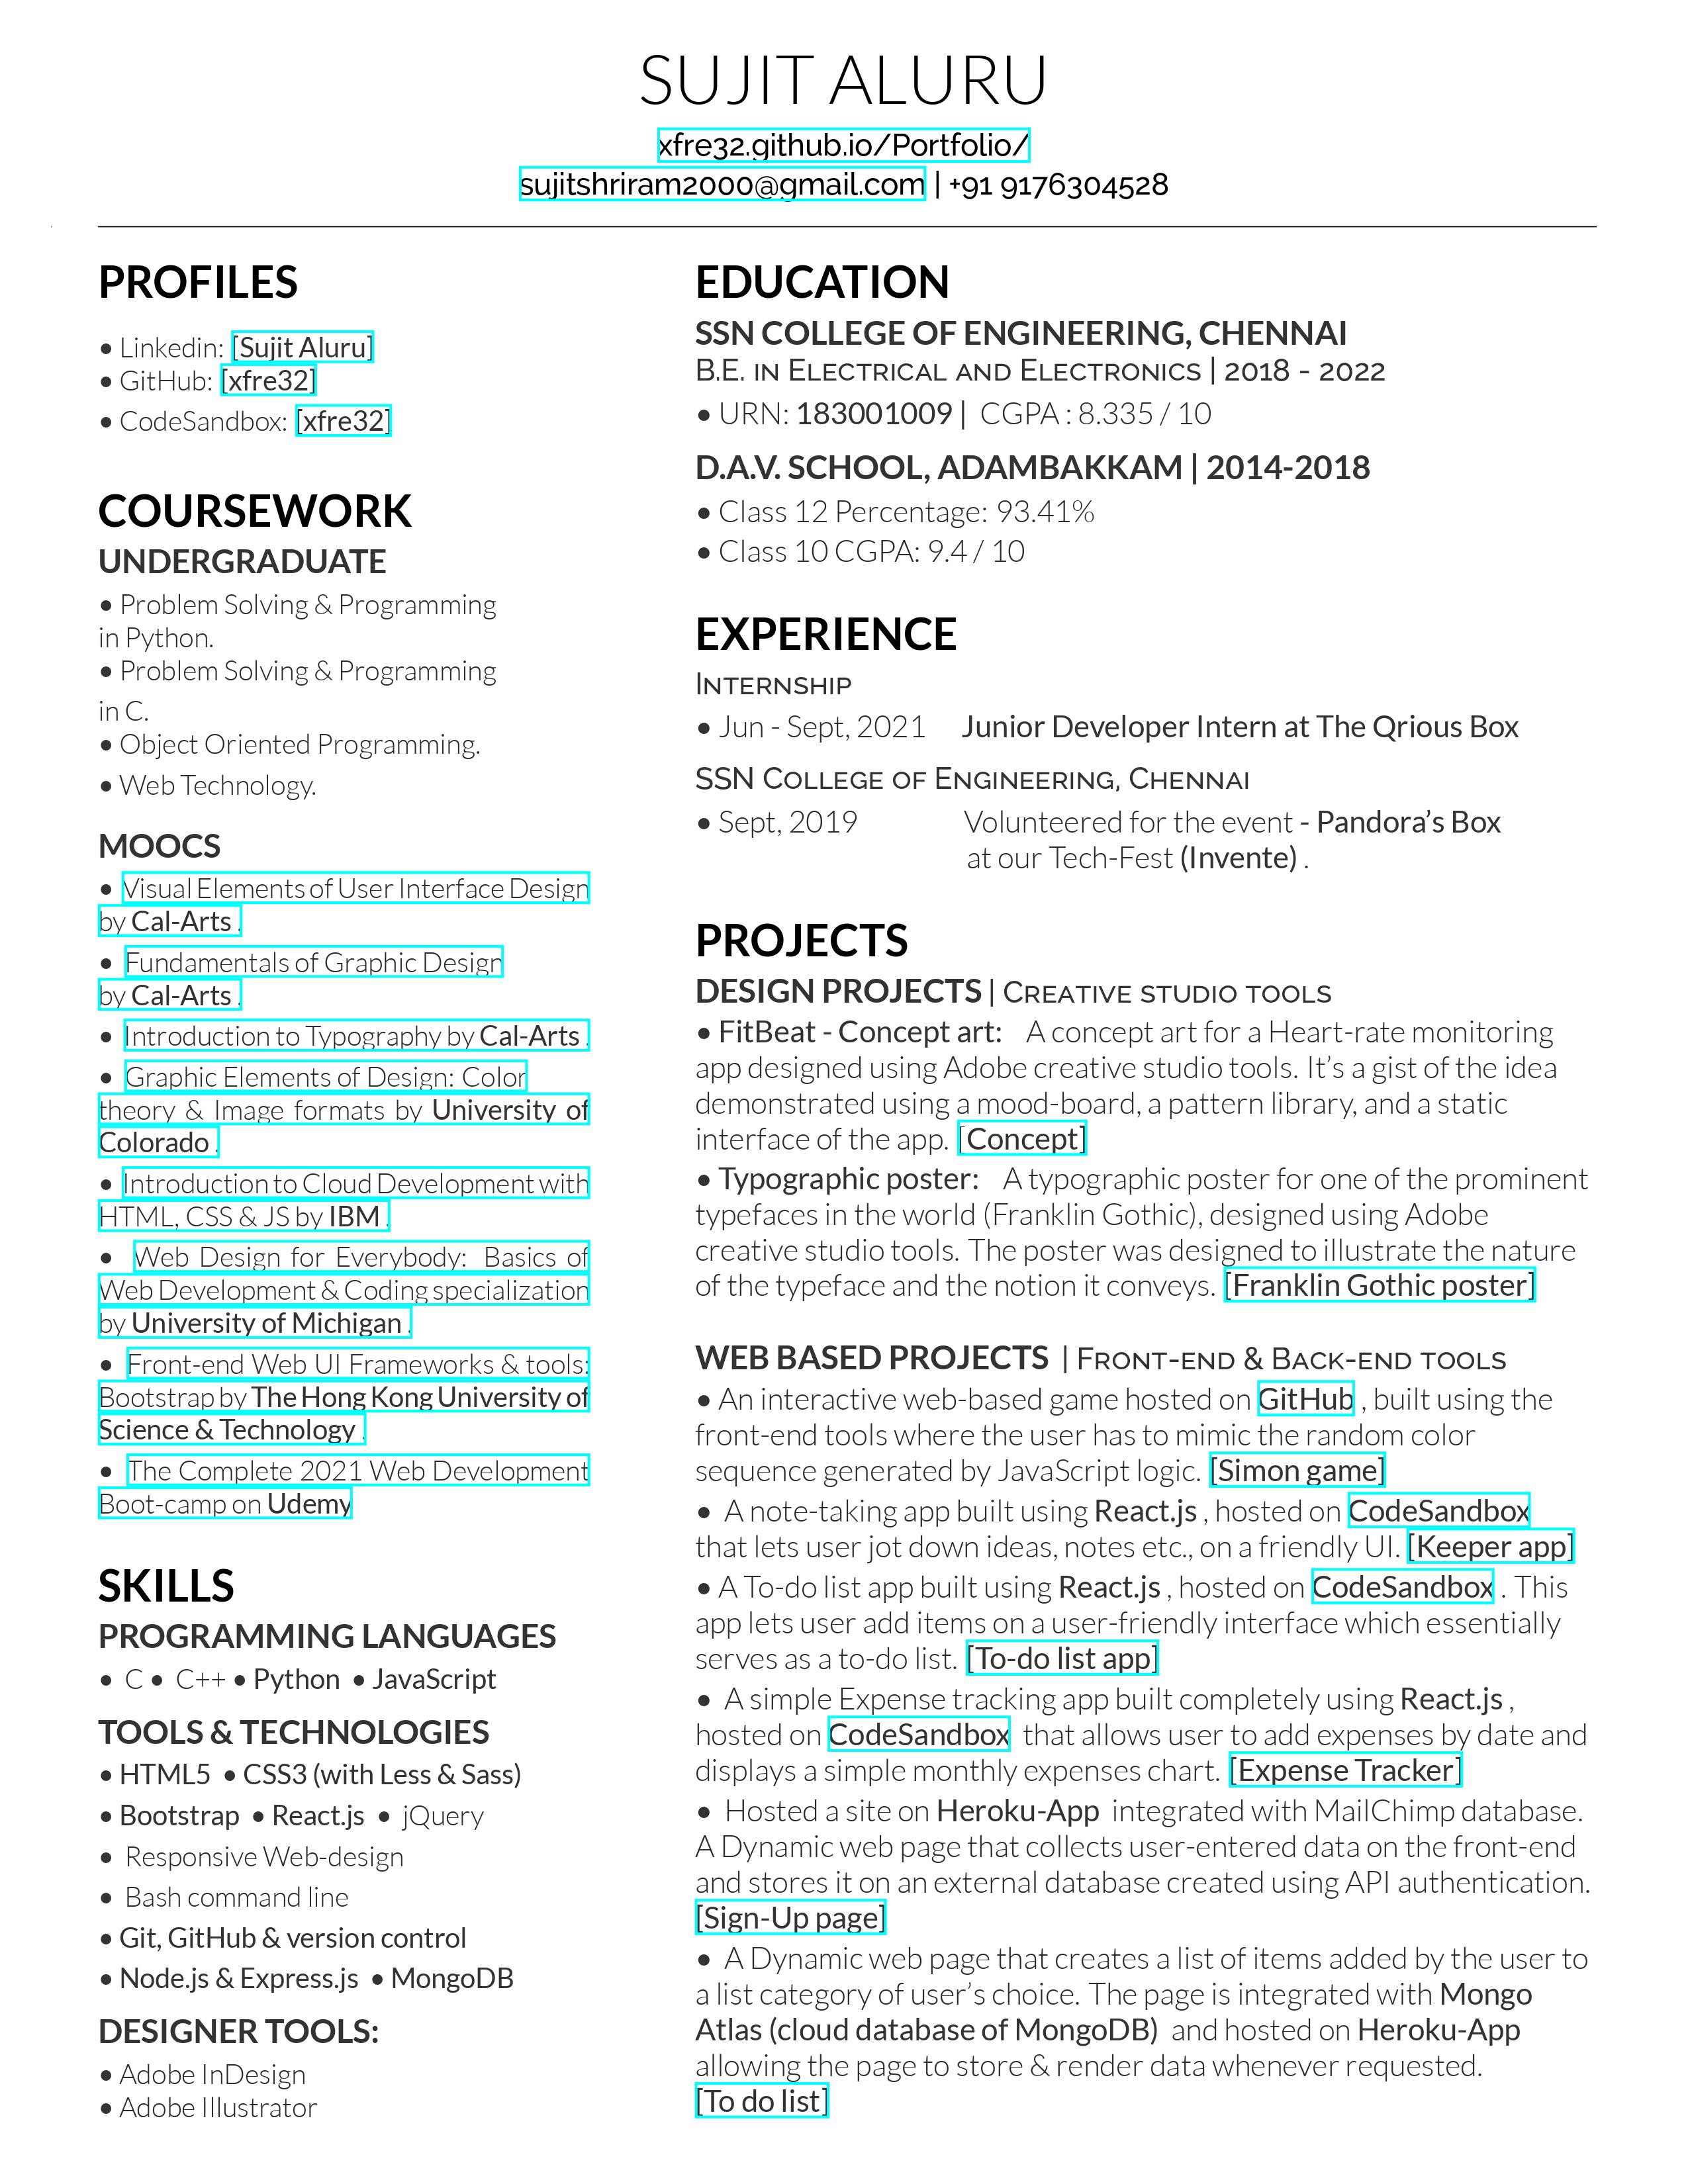 SUJIT ALURU
xfre32.github.io/Portfolio/
sujitshriram2000@gmail.com | +91 9176304528
PROFILES
• Linkedin: [Sujit Aluru]
• GitHub: [xfre32]
• CodeSandbox: [xfre32]
COURSEWORK
UNDERGRADUATE
• Problem Solving & Programming
in Python.
• Problem Solving & Programming
in C.
• Object Oriented Programming.
• Web Technology.
MOOCS
• Visual Elements of User Interface Design
by Cal-Arts .
• Fundamentals of Graphic Design
by Cal-Arts .
• Introduction to Typography by Cal-Arts .
• Graphic Elements of Design: Color
theory & Image formats by University of
Colorado .
• Introduction to Cloud Development with
HTML, CSS & JS by IBM .
• Web Design for Everybody: Basics of
Web Development & Coding specialization
by University of Michigan .
• Front-end Web UI Frameworks & tools:
Bootstrap by The Hong Kong University of
Science & Technology .
• The Complete 2021 Web Development
Boot-camp on Udemy
SKILLS
PROGRAMMING LANGUAGES
• C • C++ • Python • JavaScript
TOOLS & TECHNOLOGIES
• HTML5 • CSS3 (with Less & Sass)
• Bootstrap • React.js • jQuery
• Responsive Web-design
• Bash command line
• Git, GitHub & version control
• Node.js & Express.js • MongoDB
DESIGNER TOOLS:
• Adobe InDesign
• Adobe Illustrator
EDUCATION
SSN COLLEGE OF ENGINEERING, CHENNAI
B.E. IN ELECTRICAL AND ELECTRONICS | 2018 - 2022
• URN: 183001009 | CGPA : 8.335 / 10
D.A.V. SCHOOL, ADAMBAKKAM | 2014-2018
• Class 12 Percentage: 93.41%
• Class 10 CGPA: 9.4 / 10
EXPERIENCE
INTERNSHIP
• Jun - Sept, 2021 Junior Developer Intern at The Qrious Box
SSN COLLEGE OF ENGINEERING, CHENNAI
• Sept, 2019 Volunteered for the event - Pandora’s Box
at our Tech-Fest (Invente) .
PROJECTS
DESIGN PROJECTS | CREATIVE STUDIO TOOLS
• FitBeat - Concept art: A concept art for a Heart-rate monitoring
app designed using Adobe creative studio tools. It’s a gist of the idea
demonstrated using a mood-board, a pattern library, and a static
interface of the app. [Concept]
• Typographic poster: A typographic poster for one of the prominent
typefaces in the world (Franklin Gothic), designed using Adobe
creative studio tools. The poster was designed to illustrate the nature
of the typeface and the notion it conveys. [Franklin Gothic poster]
WEB BASED PROJECTS | FRONT-END & BACK-END TOOLS
• An interactive web-based game hosted on GitHub , built using the
front-end tools where the user has to mimic the random color
sequence generated by JavaScript logic. [Simon game]
• A note-taking app built using React.js , hosted on CodeSandbox
that lets user jot down ideas, notes etc., on a friendly UI. [Keeper app]
• A To-do list app built using React.js , hosted on CodeSandbox . This
app lets user add items on a user-friendly interface which essentially
serves as a to-do list. [To-do list app]
• A simple Expense tracking app built completely using React.js ,
hosted on CodeSandbox that allows user to add expenses by date and
displays a simple monthly expenses chart. [Expense Tracker]
• Hosted a site on Heroku-App integrated with MailChimp database.
A Dynamic web page that collects user-entered data on the front-end
and stores it on an external database created using API authentication.
[Sign-Up page]
• A Dynamic web page that creates a list of items added by the user to
a list category of user’s choice. The page is integrated with Mongo
Atlas (cloud database of MongoDB) and hosted on Heroku-App
allowing the page to store & render data whenever requested.
[To do list]